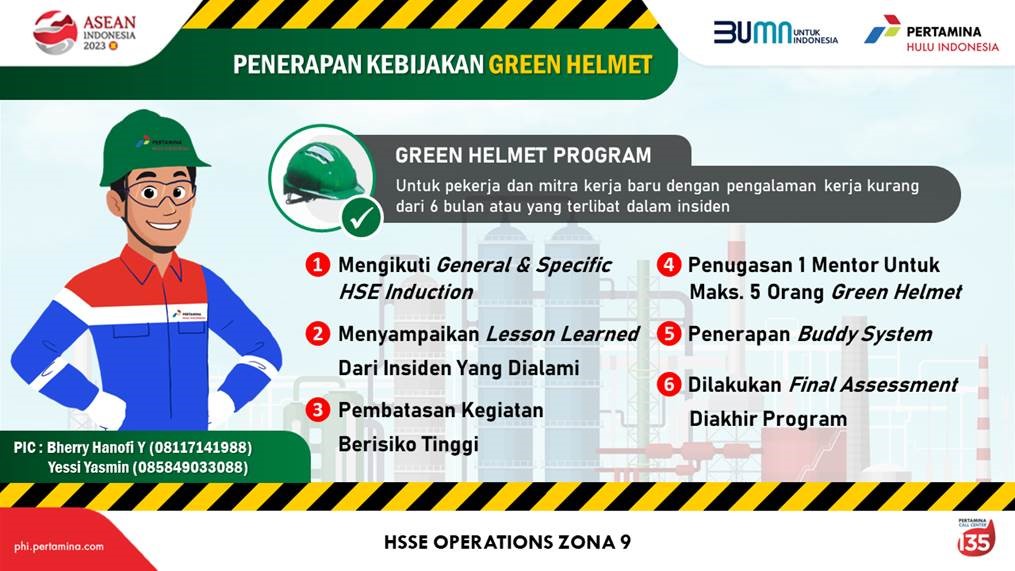 ASEAN
INDONESIA
2023
BUMN UNTUK
INDONESIA
PERTAMINA
HULU INDONESIA
PENERAPAN KEBIJAKAN GREEN HELMET
GREEN HELMET PROGRAM
Untuk pekerja dan mitra kerja baru dengan pengalaman kerja kurang
dari 6 bulan atau yang terlibat dalam insiden
1 Mengikuti General & Specific
HSE Induction
2 Menyampaikan Lesson Learned
Dari Insiden Yang Dialami
3 Pembatasan Kegiatan
Berisiko Tinggi
4 Penugasan 1 Mentor Untuk
Maks. 5 Orang Green Helmet
5 Penerapan Buddy System
6 Dilakukan Final Assessment
Diakhir Program
PERTAMINA
PERTAMINA
PIC : Bherry Hanofi Y (08117141988)
Yessi Yasmin (085849033088)
phi.pertamina.com
HSSE OPERATIONS ZONA 9
PERTAMINA
CALL CENTER
135